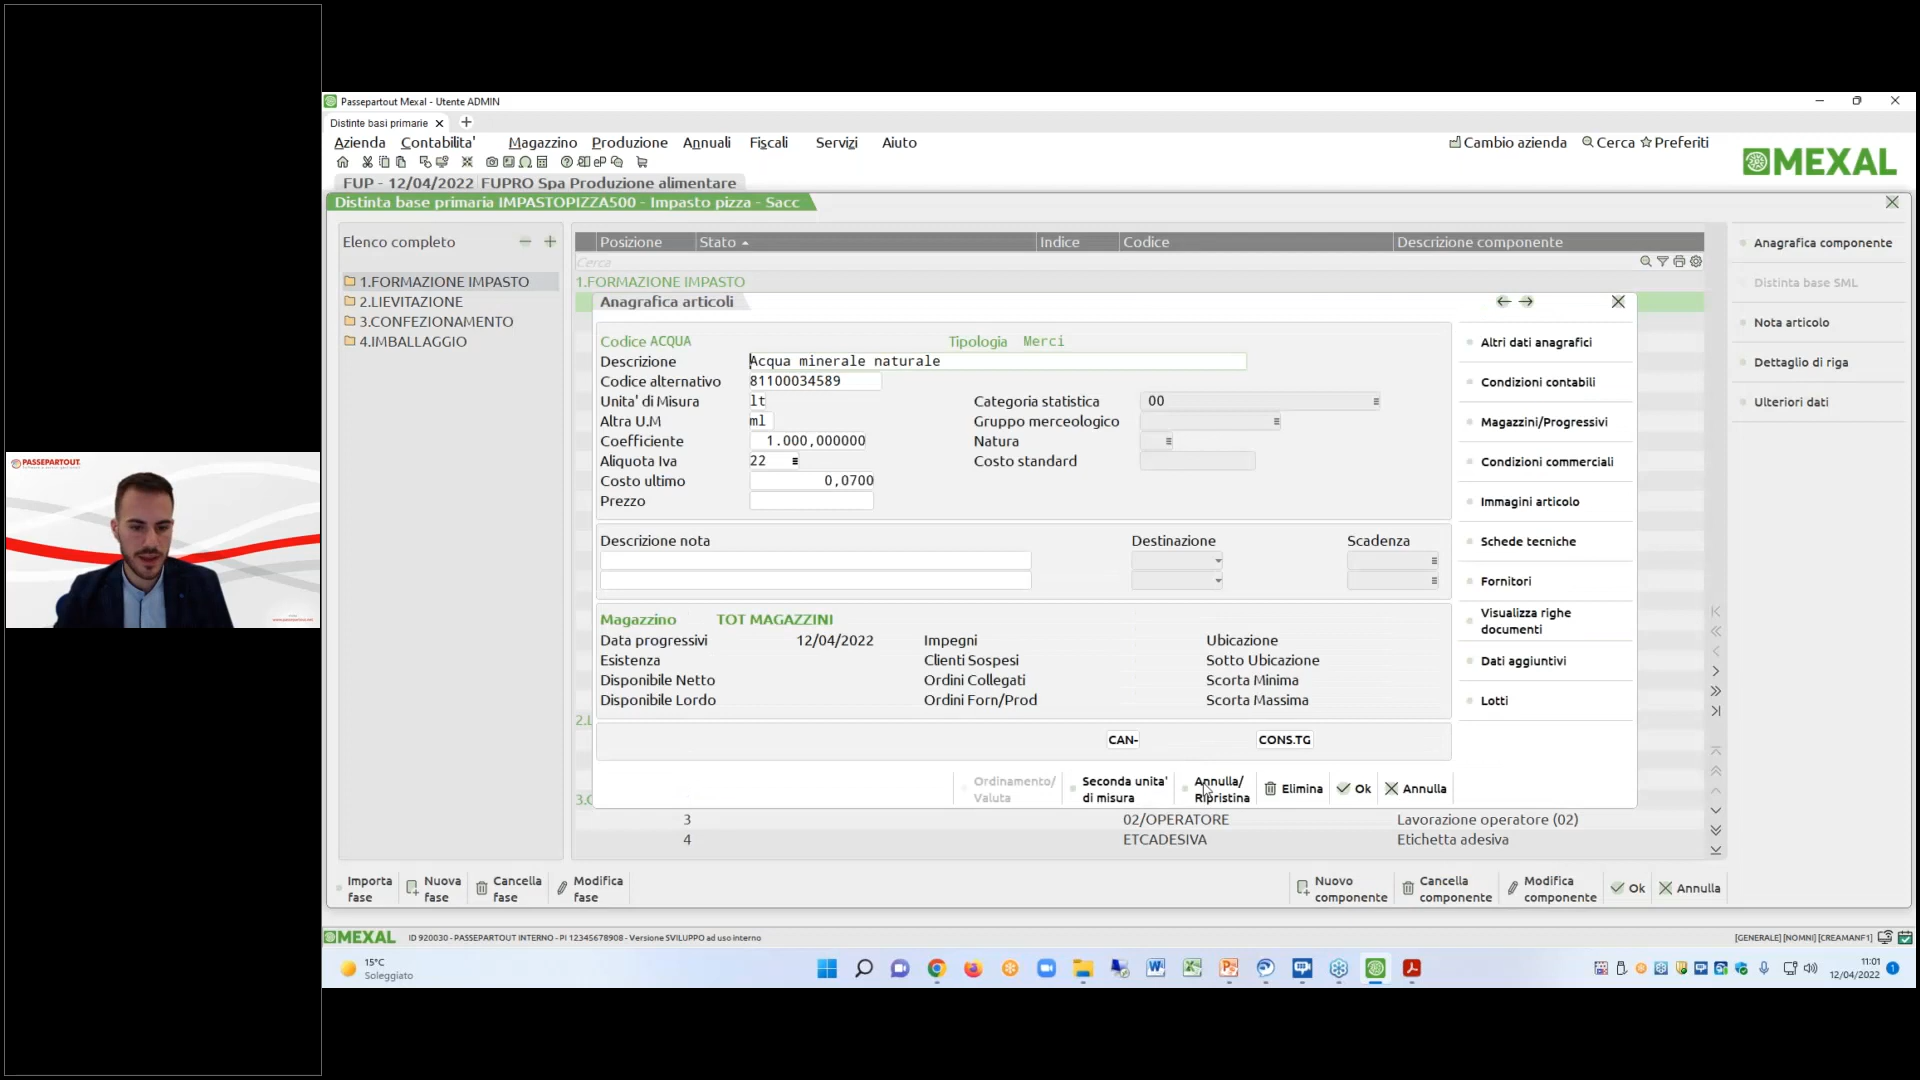 Passepartout Mexal - Utente ADMIN
Distinte basi primarie
Azienda Contabilita' Magazzino Produzione Annuali Fiscali Servizi Aiuto
Cambio azienda Cerca Preferiti
MEXAL
FUP - 12/04/2022 FUPRO Spa Produzione alimentare
Distinta base primaria IMPASTOPIZZA500 - Impasto pizza - Sacc
Elenco completo
1.FORMAZIONE IMPASTO
2.LIEVITAZIONE
3.CONFEZIONAMENTO
4.IMBALLAGGIO
Posizione Stato Indice Codice Descrizione componente
Cerca
1.FORMAZIONE IMPASTO
Anagrafica articoli
Codice ACQUA Tipologia Merci
Descrizione Acqua minerale naturale
Codice alternativo 81100034589
Unita' di Misura lt Categoria statistica 00
Altra U.M ml Gruppo merceologico
Coefficiente 1.000,000000 Natura
Aliquota Iva 22 Costo standard
Costo ultimo 0,0700
Prezzo
Descrizione nota Destinazione Scadenza
Magazzino TOT MAGAZZINI
Data progressivi 12/04/2022 Impegni Ubicazione
Esistenza Clienti Sospesi Sotto Ubicazione
Disponibile Netto Ordini Collegati Scorta Minima
Disponibile Lordo Ordini Forn/Prod Scorta Massima
CAN- CONS.TG
Ordinamento/
Valuta
Seconda unita'
di misura
Annulla/
Ripristina
Elimina
Ok
Annulla
Altri dati anagrafici
Condizioni contabili
Magazzini/Progressivi
Condizioni commerciali
Immagini articolo
Schede tecniche
Fornitori
Visualizza righe
documenti
Dati aggiuntivi
Lotti
Anagrafica componente
Distinta base SML
Nota articolo
Dettaglio di riga
Ulteriori dati
3 02/OPERATORE Lavorazione operatore (02)
4 ETCADESIVA Etichetta adesiva
Importa
fase
Nuova
fase
Cancella
fase
Modifica
fase
Nuovo
componente
Cancella
componente
Modifica
componente
Ok
Annulla
MEXAL ID 920030 - PASSEPARTOUT INTERNO - PI 12345678908 - Versione SVILUPPO ad uso interno
[GENERALE] [NOMNI] [CREAMANF1]
15°C
Soleggiato
11:01
12/04/2022
1
PASSEPARTOUT